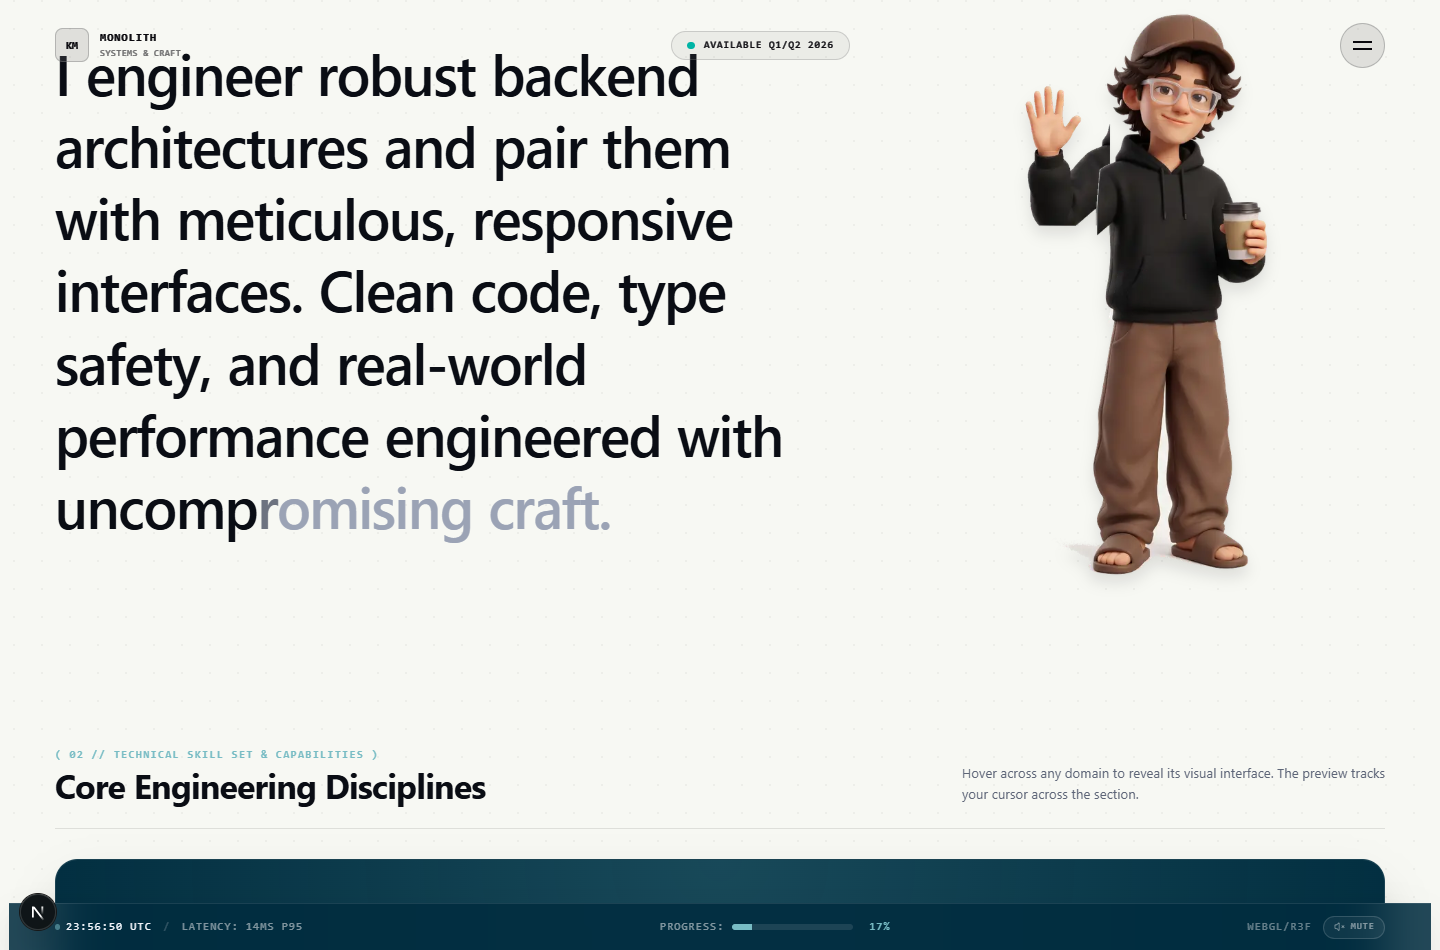 KM
MONOLITH
SYSTEMS & CRAFT
AVAILABLE Q1/Q2 2026
I engineer robust backend
architectures and pair them
with meticulous, responsive
interfaces. Clean code, type
safety, and real-world
performance engineered with
uncompromising craft.
( 02 // TECHNICAL SKILL SET & CAPABILITIES )
Core Engineering Disciplines
Hover across any domain to reveal its visual interface. The preview tracks
your cursor across the section.
N
23:56:50 UTC / LATENCY: 14MS P95
PROGRESS: 17%
WEBGL/R3F
MUTE